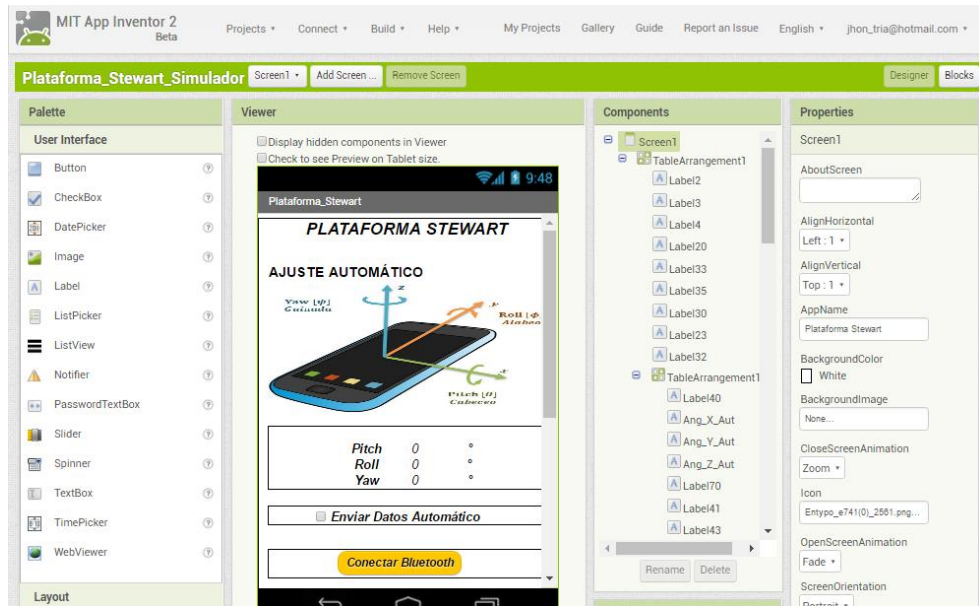 MIT App Inventor 2
Beta
Projects Connect Build Help My Projects Gallery Guide Report an Issue English jhon_tria@hotmail.com
Plataforma_Stewart_Simulador Screen1 Add Screen ... Remove Screen Designer Blocks
Palette
User Interface
Button
CheckBox
DatePicker
Image
Label
ListPicker
ListView
Notifier
PasswordTextBox
Slider
Spinner
TextBox
TimePicker
WebViewer
Layout
Viewer
Display hidden components in Viewer
Check to see Preview on Tablet size.
9:48
Plataforma_Stewart
PLATAFORMA STEWART
AJUSTE AUTOMÁTICO
Yaw [ψ]
Guiñada
z
y
Roll [ϕ
Alabeo
x
Pitch [θ]
Cabeceo
Pitch 0 °
Roll 0 °
Yaw 0 °
Enviar Datos Automático
Conectar Bluetooth
Components
Screen1
TableArrangement1
Label2
Label3
Label4
Label20
Label33
Label35
Label30
Label23
Label32
TableArrangement1
Label40
Ang_X_Aut
Ang_Y_Aut
Ang_Z_Aut
Label70
Label41
Label43
Rename Delete
Properties
Screen1
AboutScreen
AlignHorizontal
Left : 1
AlignVertical
Top : 1
AppName
Plataforma Stewart
BackgroundColor
White
BackgroundImage
None...
CloseScreenAnimation
Zoom
Icon
Entypo_e741(0)_2561.png...
OpenScreenAnimation
Fade
ScreenOrientation
Portrait